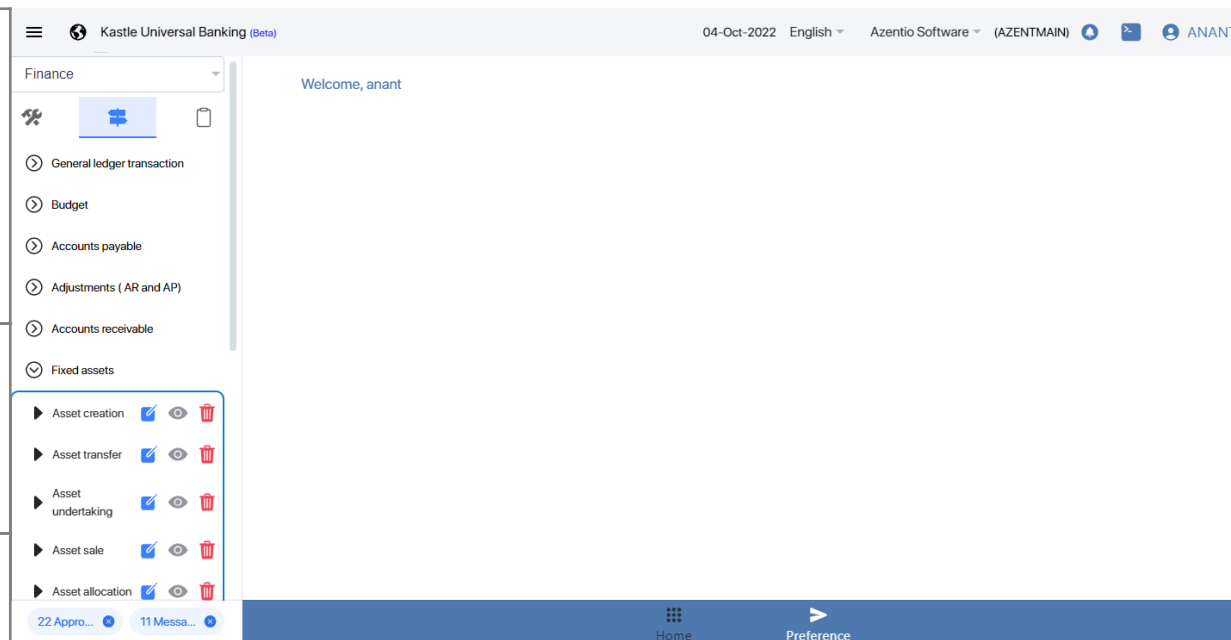 Kastle Universal Banking (Beta)
04-Oct-2022 English Azentio Software (AZENTMAIN) ANANT
Finance
Welcome, anant
General ledger transaction
Budget
Accounts payable
Adjustments ( AR and AP)
Accounts receivable
Fixed assets
Asset creation
Asset transfer
Asset
undertaking
Asset sale
Asset allocation
22 Appro...
11 Messa...
Home
Preference